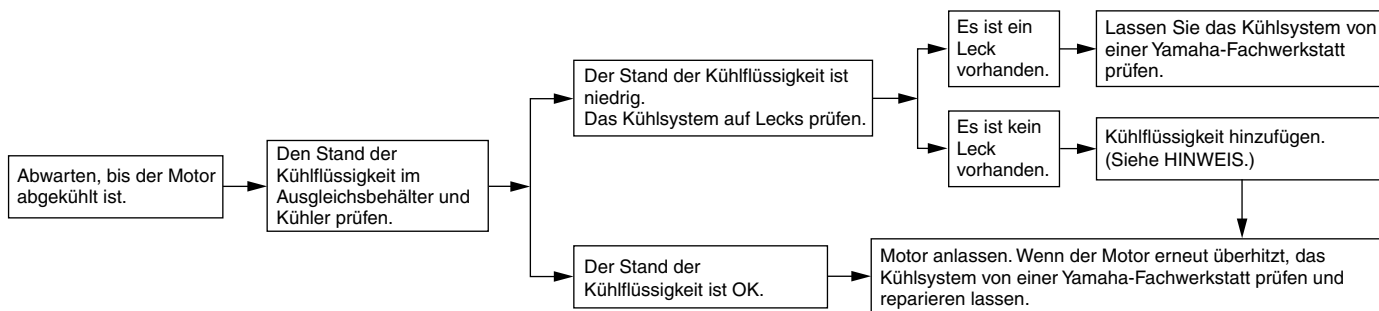 Abwarten, bis der Motor
abgekühlt ist.
Den Stand der
Kühlflüssigkeit im
Ausgleichsbehälter und
Kühler prüfen.
Der Stand der Kühlflüssigkeit ist
niedrig.
Das Kühlsystem auf Lecks prüfen.
Es ist ein
Leck
vorhanden.
Lassen Sie das Kühlsystem von
einer Yamaha-Fachwerkstatt
prüfen.
Es ist kein
Leck
vorhanden.
Kühlflüssigkeit hinzufügen.
(Siehe HINWEIS.)
Der Stand der
Kühlflüssigkeit ist OK.
Motor anlassen. Wenn der Motor erneut überhitzt, das
Kühlsystem von einer Yamaha-Fachwerkstatt prüfen und
reparieren lassen.